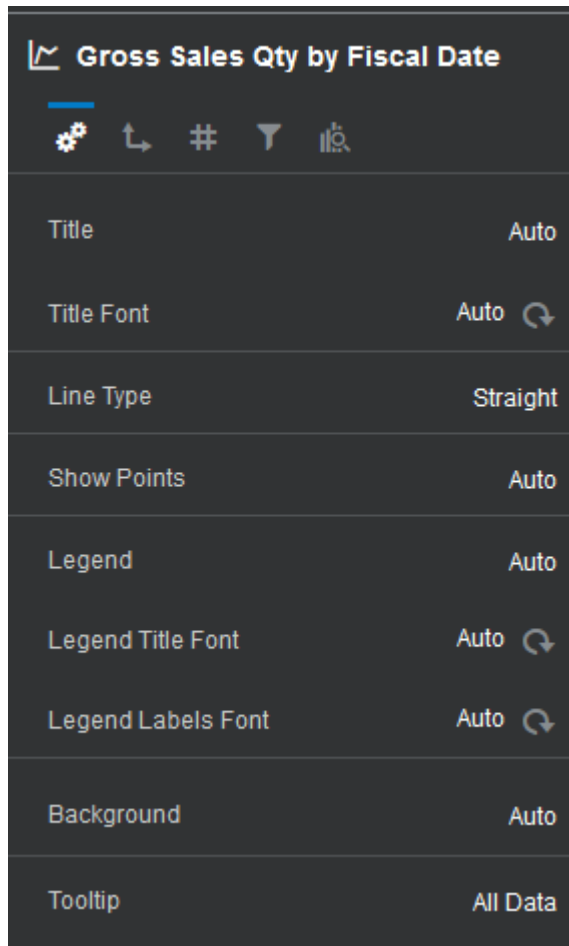 Gross Sales Qty by Fiscal Date
Title Auto
Title Font Auto
Line Type Straight
Show Points Auto
Legend Auto
Legend Title Font Auto
Legend Labels Font Auto
Background Auto
Tooltip All Data